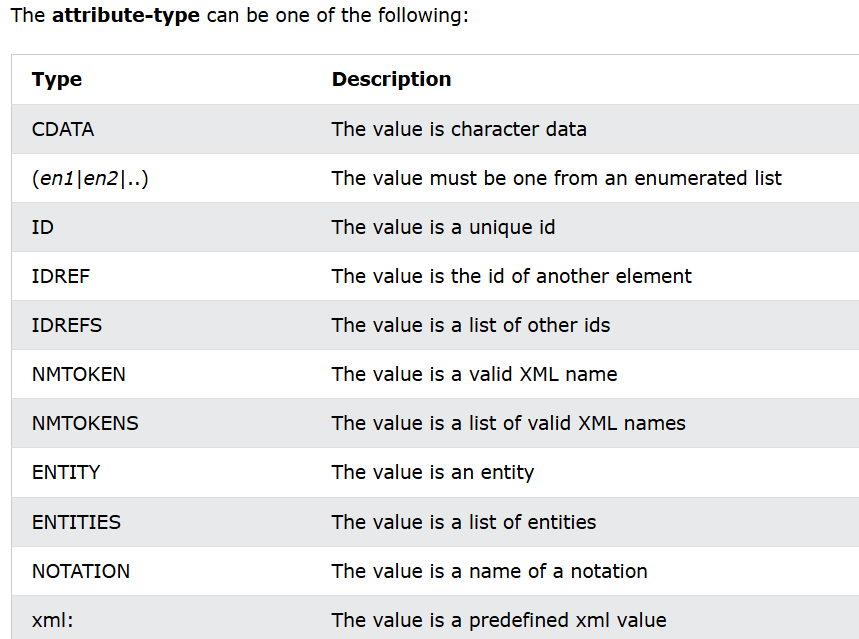 The attribute-type can be one of the following:
Type Description
CDATA The value is character data
(en1|en2|..) The value must be one from an enumerated list
ID The value is a unique id
IDREF The value is the id of another element
IDREFS The value is a list of other ids
NMTOKEN The value is a valid XML name
NMTOKENS The value is a list of valid XML names
ENTITY The value is an entity
ENTITIES The value is a list of entities
NOTATION The value is a name of a notation
xml: The value is a predefined xml value